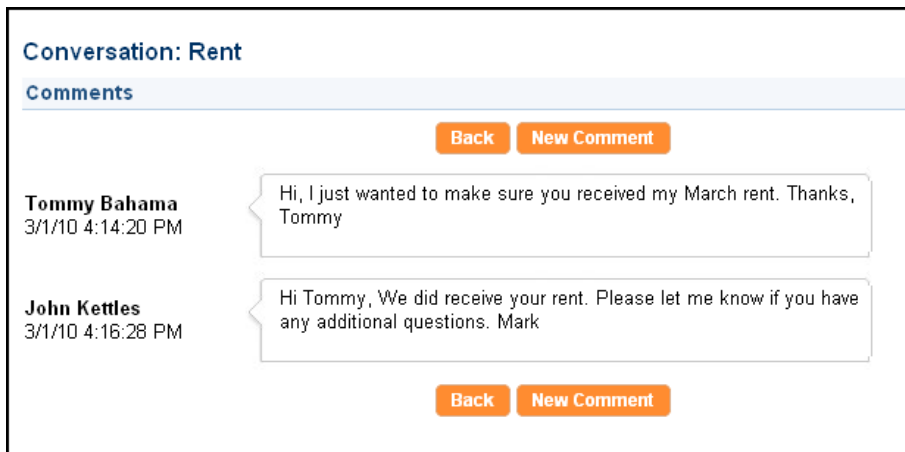 Conversation: Rent
Comments
Back New Comment
Tommy Bahama
3/1/10 4:14:20 PM
Hi, I just wanted to make sure you received my March rent. Thanks,
Tommy
John Kettles
3/1/10 4:16:28 PM
Hi Tommy, We did receive your rent. Please let me know if you have
any additional questions. Mark
Back New Comment